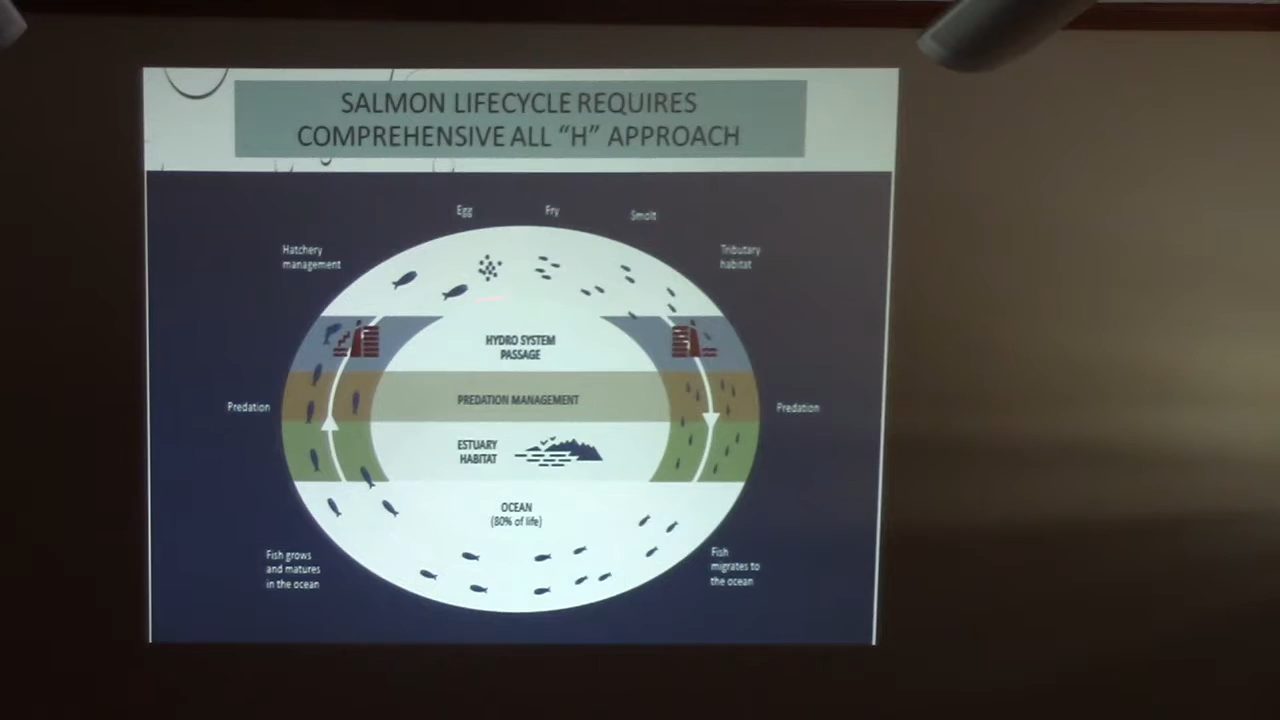 SALMON LIFECYCLE REQUIRES
COMPREHENSIVE ALL “H” APPROACH
Egg
Fry
Smolt
Hatchery
management
Tributary
habitat
HYDRO SYSTEM
PASSAGE
Predation
PREDATION MANAGEMENT
Predation
ESTUARY
HABITAT
OCEAN
(80% of life)
Fish grows
and matures
in the ocean
Fish
migrates to
the ocean